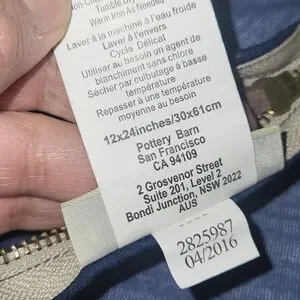 Tumble Dry
Warm Iron As Needed
Laver à la machine à l'eau froide
Laver à l'envers
Cycle Délicat
Utiliser au besoin un agent de
blanchiment sans chlore
Sécher par culbutage à basse
température
Repasser à une température
moyenne au besoin
12x24inches/30x61cm
Pottery Barn
San Francisco
CA 94109
2 Grosvenor Street
Suite 201, Level 2
Bondi Junction, NSW 2022
AUS
2825987
04/2016